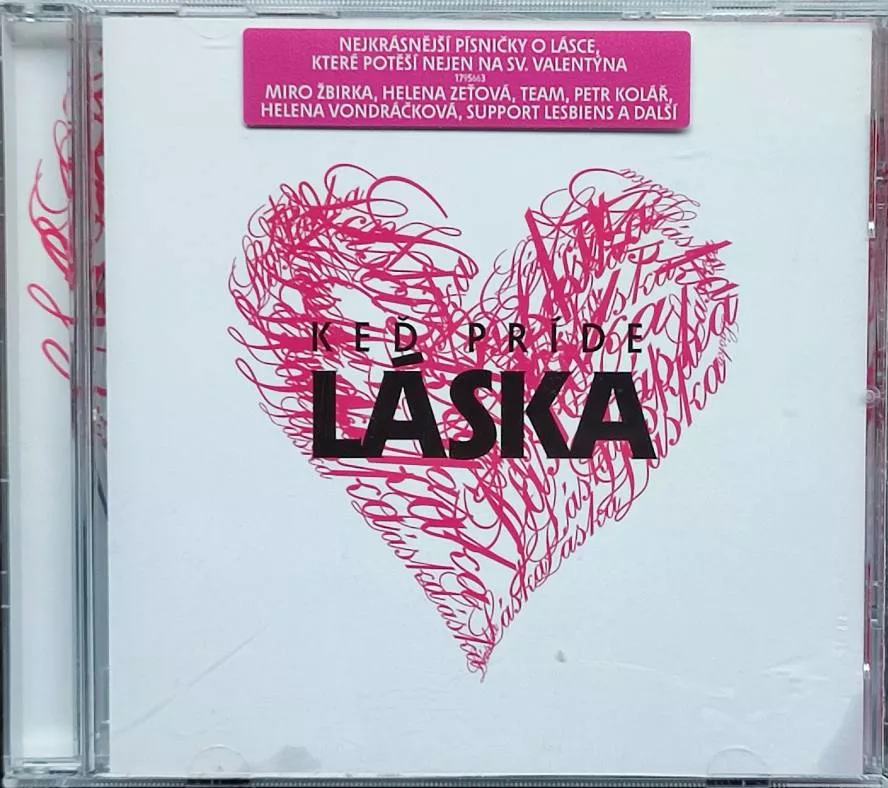 NEJKRÁSNĚJŠÍ PÍSNIČKY O LÁSCE,
KTERÉ POTĚŠÍ NEJEN NA SV. VALENTÝNA
1795663
MIRO ŽBIRKA, HELENA ZEŤOVÁ, TEAM, PETR KOLÁŘ,
HELENA VONDRÁČKOVÁ, SUPPORT LESBIENS A DALŠÍ
KEĎ PRÍDE
LÁSKA